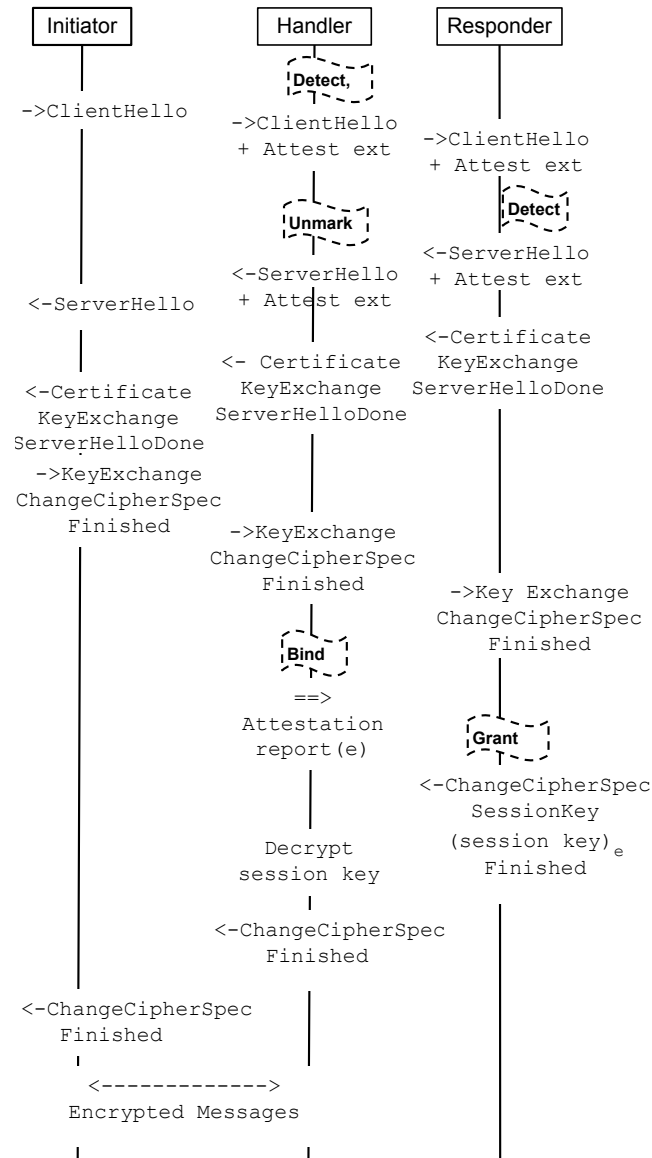 Initiator
Handler
Responder
Detect,
->ClientHello
->ClientHello
+ Attest ext
->ClientHello
+ Attest ext
Unmark
Detect
<-ServerHello
+ Attest ext
<-ServerHello
+ Attest ext
<-ServerHello
<-Certificate
KeyExchange
ServerHelloDone
<- Certificate
KeyExchange
ServerHelloDone
<-Certificate
KeyExchange
ServerHelloDone
->KeyExchange
ChangeCipherSpec
Finished
->KeyExchange
ChangeCipherSpec
Finished
->Key Exchange
ChangeCipherSpec
Finished
Bind
==>
Attestation
report(e)
Grant
<-ChangeCipherSpec
SessionKey
(session key)e
Finished
Decrypt
session key
<-ChangeCipherSpec
Finished
<-ChangeCipherSpec
Finished
<------------->
Encrypted Messages